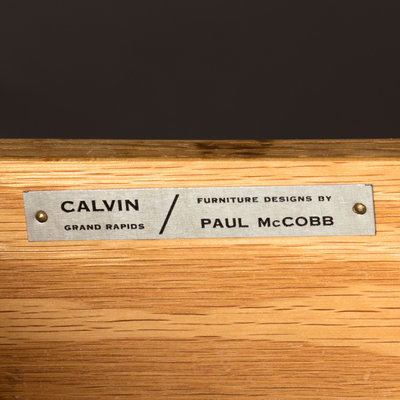 CALVIN / FURNITURE DESIGNS BY
GRAND RAPIDS PAUL McCOBB